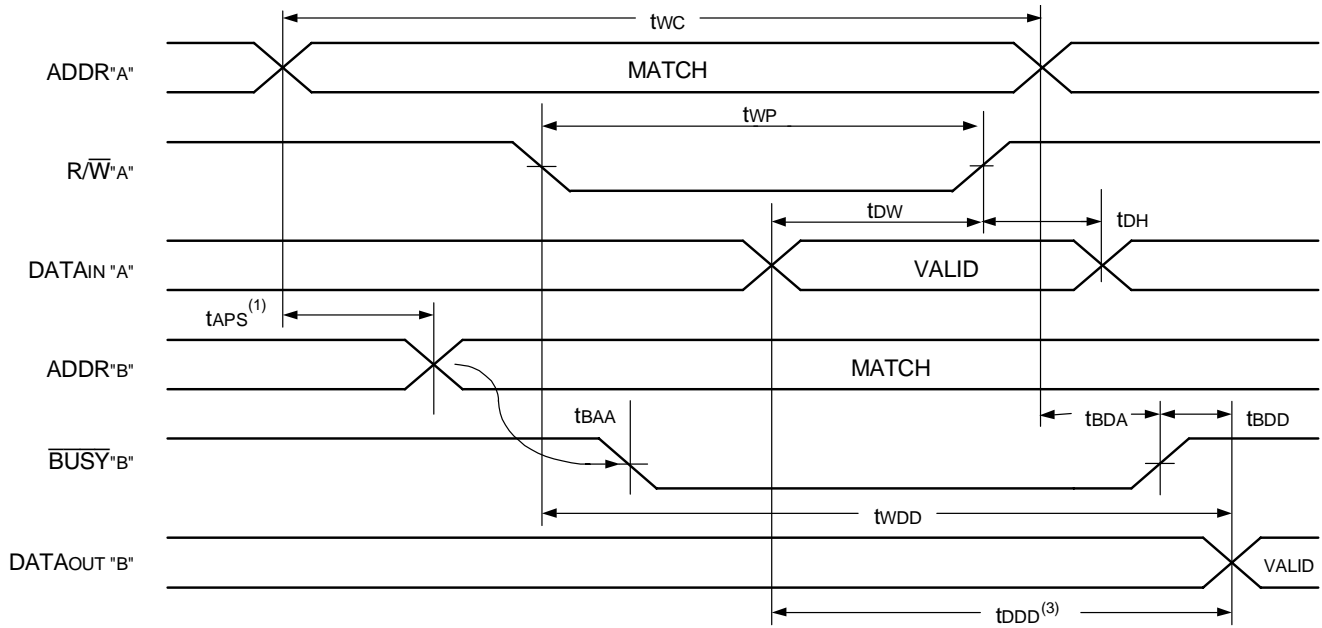 tWC
ADDR"A"
MATCH
tWP
R/W"A"
tDW
tDH
DATAIN "A"
VALID
tAPS(1)
ADDR"B"
MATCH
tBAA
tBDA
tBDD
BUSY"B"
tWDD
DATAOUT "B"
VALID
tDDD(3)